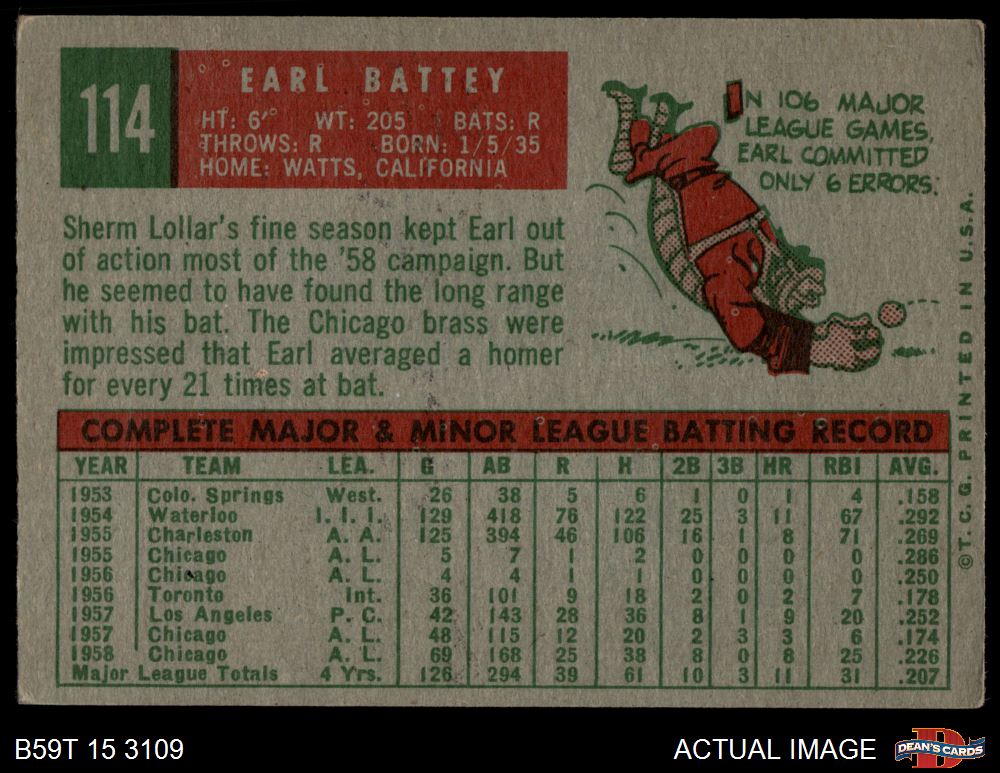 114
EARL BATTEY
HT: 6' WT: 205 BATS: R
THROWS: R BORN: 1/5/35
HOME: WATTS, CALIFORNIA
IN 106 MAJOR
LEAGUE GAMES,
EARL COMMITTED
ONLY 6 ERRORS.
Sherm Lollar's fine season kept Earl out
of action most of the '58 campaign. But
he seemed to have found the long range
with his bat. The Chicago brass were
impressed that Earl averaged a homer
for every 21 times at bat.
COMPLETE MAJOR & MINOR LEAGUE BATTING RECORD
YEAR TEAM LEA. G AB R H 2B 3B HR RBI AVG.
1953 Colo. Springs West. 26 38 5 6 1 0 1 4 .158
1954 Waterloo I. I. I. 129 418 76 122 25 3 11 67 .292
1955 Charleston A. A. 125 394 46 106 16 1 8 71 .269
1955 Chicago A. L. 5 7 1 2 0 0 0 0 .286
1956 Chicago A. L. 4 4 1 1 0 0 0 0 .250
1956 Toronto Int. 36 101 9 18 2 0 2 7 .178
1957 Los Angeles P. C. 42 143 28 36 8 1 9 20 .252
1957 Chicago A. L. 48 115 12 20 2 3 3 6 .174
1958 Chicago A. L. 69 168 25 38 8 0 8 25 .226
Major League Totals 4 Yrs. 126 294 39 61 10 3 11 31 .207
©T. C. G. PRINTED IN U.S.A.
B59T 15 3109
ACTUAL IMAGE
D
DEAN'S CARDS